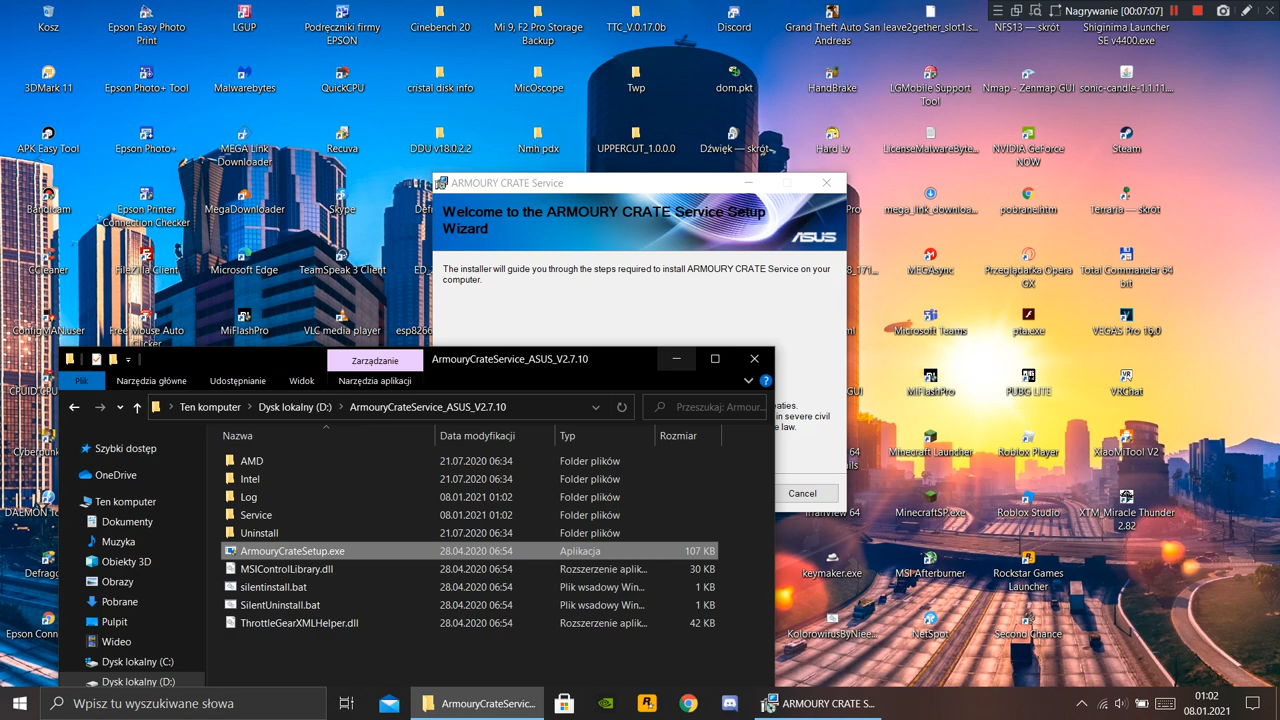 Nagrywanie [00:07:07]
Kosz
Epson Easy Photo
Print
LGUP
Podręczniki firmy
EPSON
Cinebench 20
Mi 9, F2 Pro Storage
Backup
TTC_V.0.17.0b
Discord
Grand Theft Auto San
Andreas
leave2gether_slot1.s...
NFS13 — skrót
Shiginima Launcher
SE v4400.exe
3DMark 11
Epson Photo+ Tool
Malwarebytes
QuickCPU
cristal disk info
MicOscope
Twp
dom.pkt
HandBrake
LGMobile Support
Tool
Nmap - Zenmap GUI
sonic-candle-1.1.11....
APK Easy Tool
Epson Photo+
MEGA Link
Downloader
Recuva
DDU v18.0.2.2
Nmh pdx
UPPERCUT_1.0.0.0
Dźwięk — skrót
Hard Lv
LicenseMalwareByte...
NVIDIA GeForce
NOW
Steam
Bandicam
Epson Printer
Connection Checker
MegaDownloader
Skype
mega_link_downloa...
pobrane.htm
Terraria — skrót
CCleaner
FileZilla Client
Microsoft Edge
TeamSpeak 3 Client
MEGAsync
Przeglądarka Opera
GX
Total Commander 64
bit
ConfigMAN.user
Free Mouse Auto
Clicker
MiFlashPro
VLC media player
esp8266
Microsoft Teams
pta.exe
VEGAS Pro 16.0
MiFlashPro
PUBG LITE
VRChat
Minecraft Launcher
Roblox Player
XiaoMiTool V2
MinecraftSP.exe
Roblox Studio
XTM_Miracle Thunder
2.82
keymaker.exe
MSI Afterburner
Rockstar Games
Launcher
KolorowirusByNiee...
NetSpot
Second Chance
ARMOURY CRATE Service
Welcome to the ARMOURY CRATE Service Setup
Wizard
ASUS
The installer will guide you through the steps required to install ARMOURY CRATE Service on your
computer.
Cancel
Zarządzanie
ArmouryCrateService_ASUS_V2.7.10
Plik
Narzędzia główne
Udostępnianie
Widok
Narzędzia aplikacji
Ten komputer
Dysk lokalny (D:)
ArmouryCrateService_ASUS_V2.7.10
Przeszukaj: Armour...
Nazwa
Data modyfikacji
Typ
Rozmiar
AMD 21.07.2020 06:34 Folder plików
Intel 21.07.2020 06:34 Folder plików
Log 08.01.2021 01:02 Folder plików
Service 08.01.2021 01:02 Folder plików
Uninstall 21.07.2020 06:34 Folder plików
ArmouryCrateSetup.exe 28.04.2020 06:54 Aplikacja 107 KB
MSIControlLibrary.dll 28.04.2020 06:54 Rozszerzenie aplik... 30 KB
silentinstall.bat 28.04.2020 06:54 Plik wsadowy Win... 1 KB
SilentUninstall.bat 28.04.2020 06:54 Plik wsadowy Win... 1 KB
ThrottleGearXMLHelper.dll 28.04.2020 06:54 Rozszerzenie aplik... 42 KB
Szybki dostęp
OneDrive
Ten komputer
Dokumenty
Muzyka
Obiekty 3D
Obrazy
Pobrane
Pulpit
Wideo
Dysk lokalny (C:)
Dysk lokalny (D:)
Wpisz tu wyszukiwane słowa
ArmouryCrateServic...
ARMOURY CRATE S...
01:02
08.01.2021